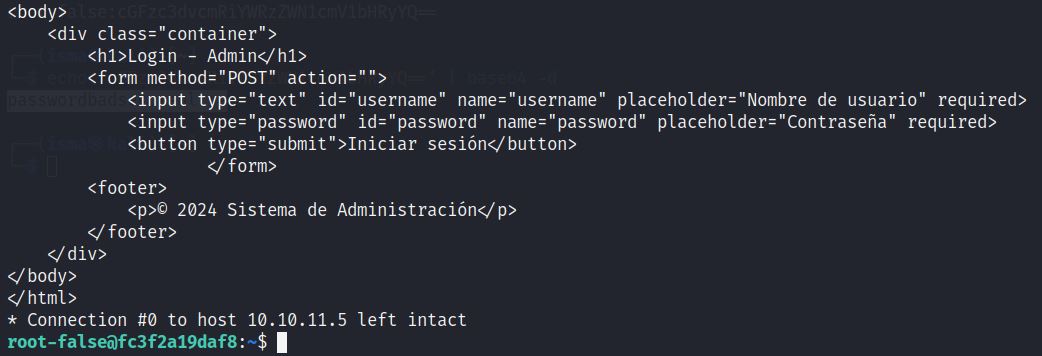 <body>
false:cGFzc3dvcmRiYWRzZWN1cmV1bHRyYQ==
<div class="container">
<h1>Login - Admin</h1>
<form method="POST" action="">
<input type="text" id="username" name="username" placeholder="Nombre de usuario" required>
<input type="password" id="password" name="password" placeholder="Contraseña" required>
<button type="submit">Iniciar sesión</button>
</form>
<footer>
<p>© 2024 Sistema de Administración</p>
</footer>
</div>
</body>
</html>
* Connection #0 to host 10.10.11.5 left intact
root-false@fc3f2a19daf8:~$